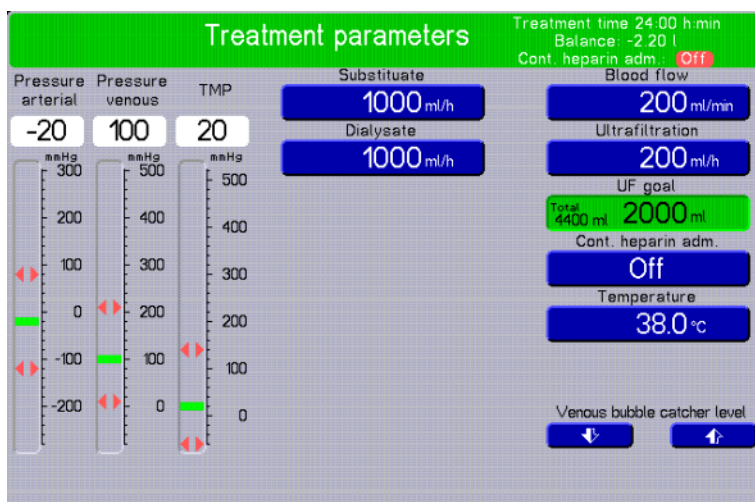 Treatment parameters
Treatment time 24:00 h:min
Balance: -2.20 l
Cont. heparin adm.: Off
Pressure arterial
Pressure venous
TMP
-20
100
20
mmHg
300
200
100
0
-100
-200
mmHg
500
400
300
200
100
0
500
400
300
200
100
0
Substituate
1000 ml/h
Dialysate
1000 ml/h
Blood flow
200 ml/min
Ultrafiltration
200 ml/h
UF goal
Total 4400 ml 2000 ml
Cont. heparin adm.
Off
Temperature
38.0 °C
Venous bubble catcher level